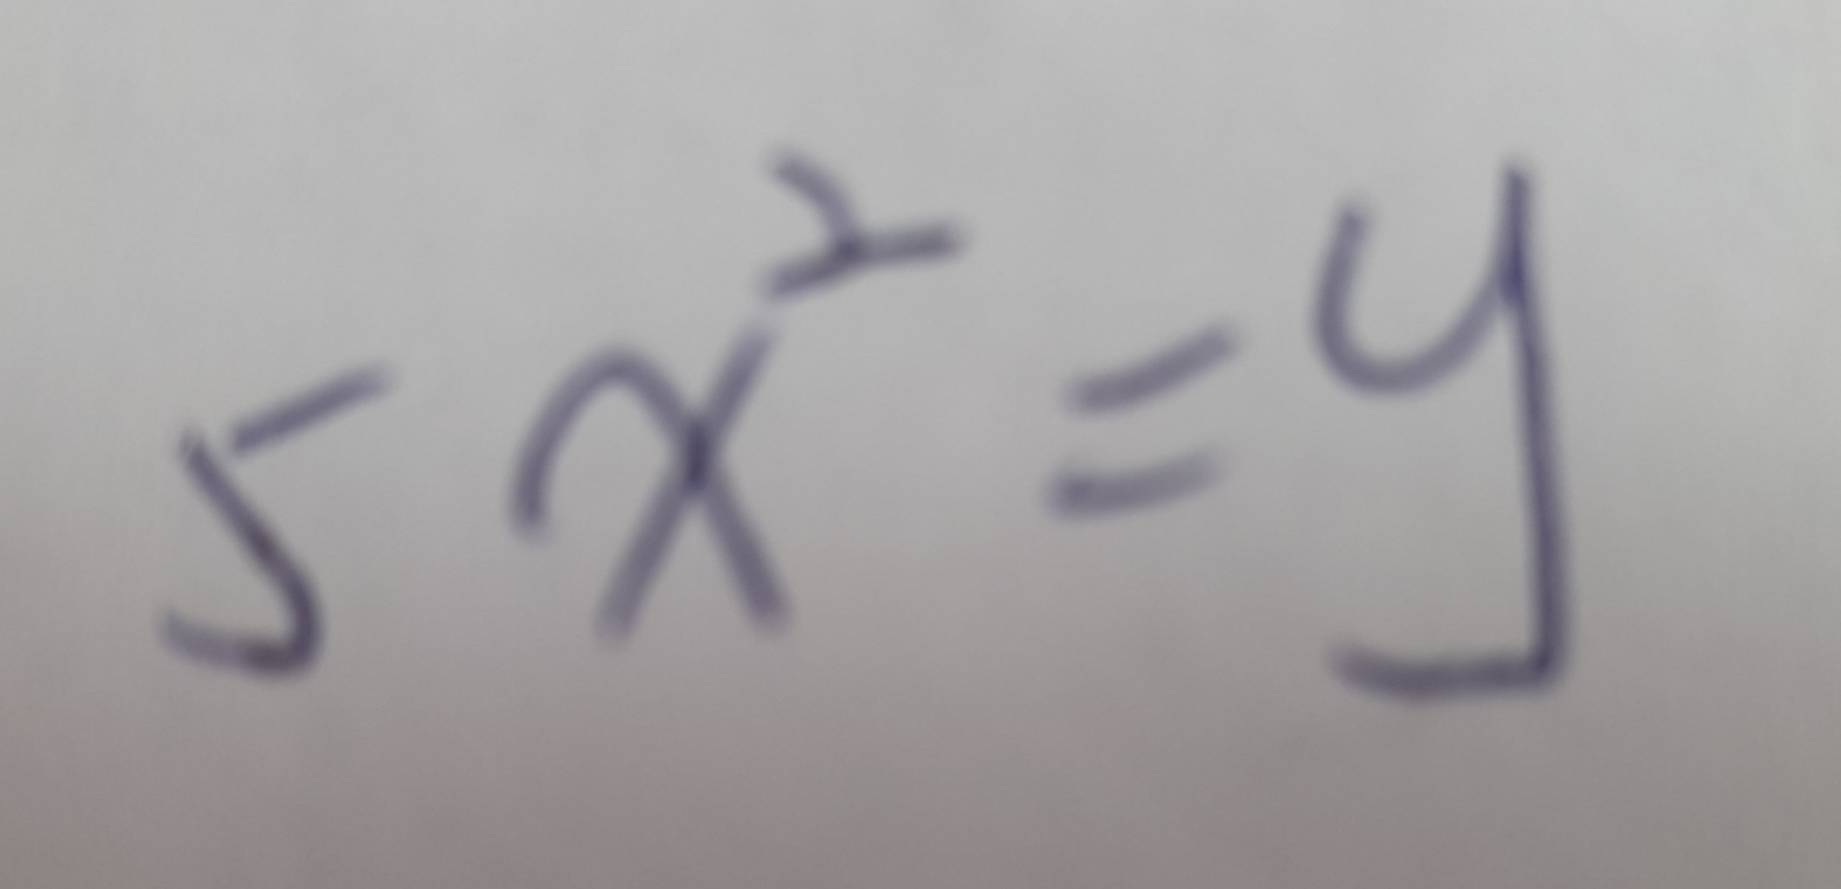 5x² = y